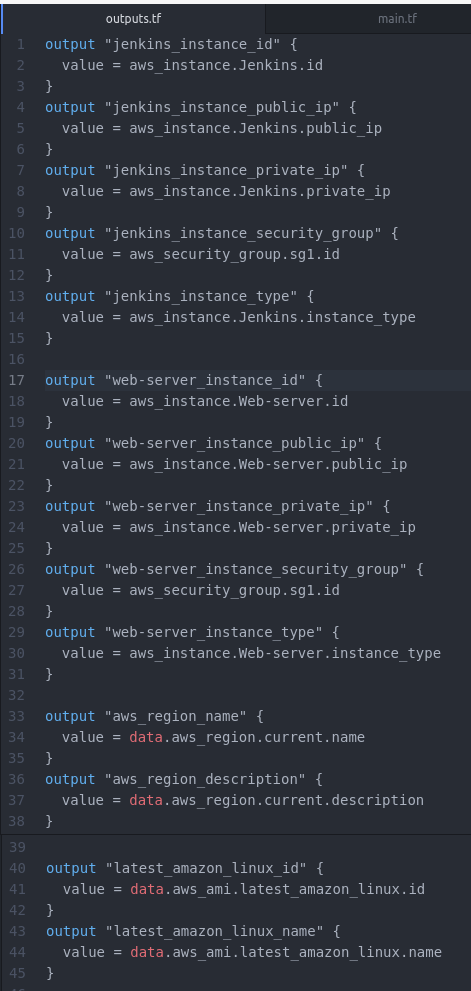 outputs.tf main.tf
1 output "jenkins_instance_id" {
2   value = aws_instance.Jenkins.id
3 }
4 output "jenkins_instance_public_ip" {
5   value = aws_instance.Jenkins.public_ip
6 }
7 output "jenkins_instance_private_ip" {
8   value = aws_instance.Jenkins.private_ip
9 }
10 output "jenkins_instance_security_group" {
11   value = aws_security_group.sg1.id
12 }
13 output "jenkins_instance_type" {
14   value = aws_instance.Jenkins.instance_type
15 }
16
17 output "web-server_instance_id" {
18   value = aws_instance.Web-server.id
19 }
20 output "web-server_instance_public_ip" {
21   value = aws_instance.Web-server.public_ip
22 }
23 output "web-server_instance_private_ip" {
24   value = aws_instance.Web-server.private_ip
25 }
26 output "web-server_instance_security_group" {
27   value = aws_security_group.sg1.id
28 }
29 output "web-server_instance_type" {
30   value = aws_instance.Web-server.instance_type
31 }
32
33 output "aws_region_name" {
34   value = data.aws_region.current.name
35 }
36 output "aws_region_description" {
37   value = data.aws_region.current.description
38 }
39
40 output "latest_amazon_linux_id" {
41   value = data.aws_ami.latest_amazon_linux.id
42 }
43 output "latest_amazon_linux_name" {
44   value = data.aws_ami.latest_amazon_linux.name
45 }